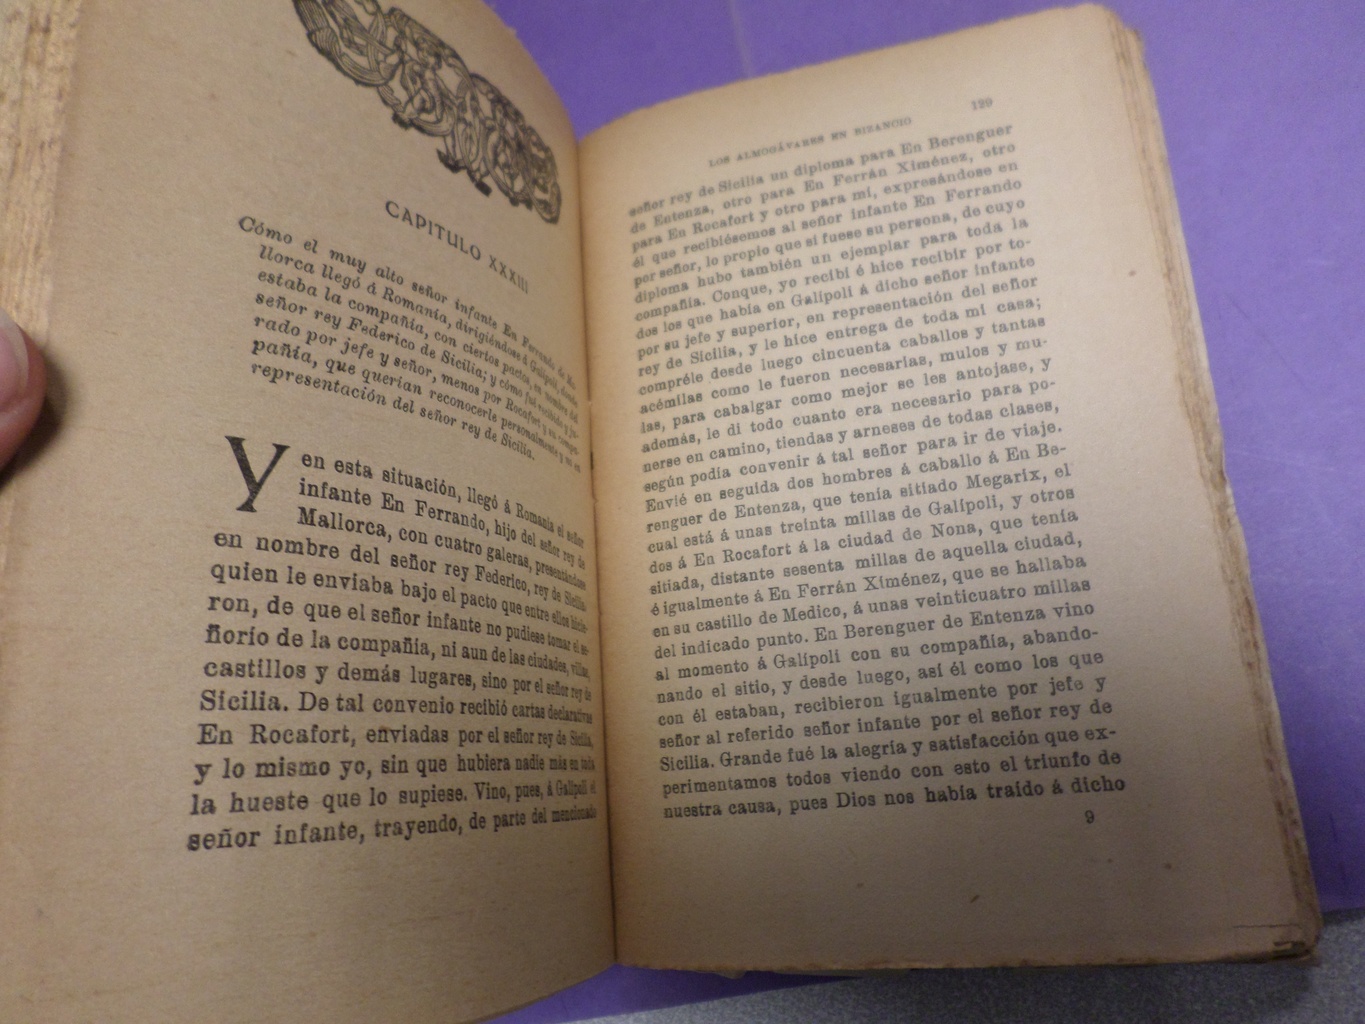 CAPITULO XXXIII
Cómo el muy alto señor infante En Ferrando de Ma-
llorca llegó á Romanía, dirigiéndose á Galípoli, donde
estaba la compañía, con ciertos pactos, en nombre del
señor rey Federico de Sicilia; y cómo fué recibido y ju-
rado por jefe y señor, menos por Rocafort y su compa-
ñía, que querían reconocerle personalmente y no en
representación del señor rey de Sicilia.
Y en esta situación, llegó á Romanía el señor
infante En Ferrando, hijo del señor rey de
Mallorca, con cuatro galeras, presentándose
en nombre del señor rey Federico, rey de Sicilia,
quien le enviaba bajo el pacto que entre ellos hicie-
ron, de que el señor infante no pudiese tomar el se-
ñorío de la compañía, ni aun de las ciudades, villas,
castillos y demás lugares, sino por el señor rey de
Sicilia. De tal convenio recibió cartas declarativas
En Rocafort, enviadas por el señor rey de Sicilia,
y lo mismo yo, sin que hubiera nadie más en toda
la hueste que lo supiese. Vino, pues, á Galípoli el
señor infante, trayendo, de parte del mencionado
LOS ALMOGÁVARES EN BIZANCIO 129
señor rey de Sicilia un diploma para En Berenguer
de Entenza, otro para En Ferrán Ximénez, otro
para En Rocafort y otro para mí, expresándose en
él que recibiésemos al señor infante En Ferrando
por señor, lo propio que si fuese su persona, de cuyo
diploma hubo también un ejemplar para toda la
compañía. Conque, yo recibí é hice recibir por to-
dos los que había en Galípoli á dicho señor infante
por su jefe y superior, en representación del señor
rey de Sicilia, y le hice entrega de toda mi casa;
compréle desde luego cincuenta caballos y tantas
acémilas como le fueron necesarias, mulos y mu-
las, para cabalgar como mejor se les antojase, y
además, le di todo cuanto era necesario para po-
nerse en camino, tiendas y arneses de todas clases,
según podía convenir á tal señor para ir de viaje.
Envié en seguida dos hombres á caballo á En Be-
renguer de Entenza, que tenía sitiado Megarix, el
cual está á unas treinta millas de Galípoli, y otros
dos á En Rocafort á la ciudad de Nona, que tenía
sitiada, distante sesenta millas de aquella ciudad,
é igualmente á En Ferrán Ximénez, que se hallaba
en su castillo de Medico, á unas veinticuatro millas
del indicado punto. En Berenguer de Entenza vino
al momento á Galípoli con su compañía, abando-
nando el sitio, y desde luego, así él como los que
con él estaban, recibieron igualmente por jefe y
señor al referido señor infante por el señor rey de
Sicilia. Grande fué la alegría y satisfacción que ex-
perimentamos todos viendo con esto el triunfo de
nuestra causa, pues Dios nos había traído á dicho
9